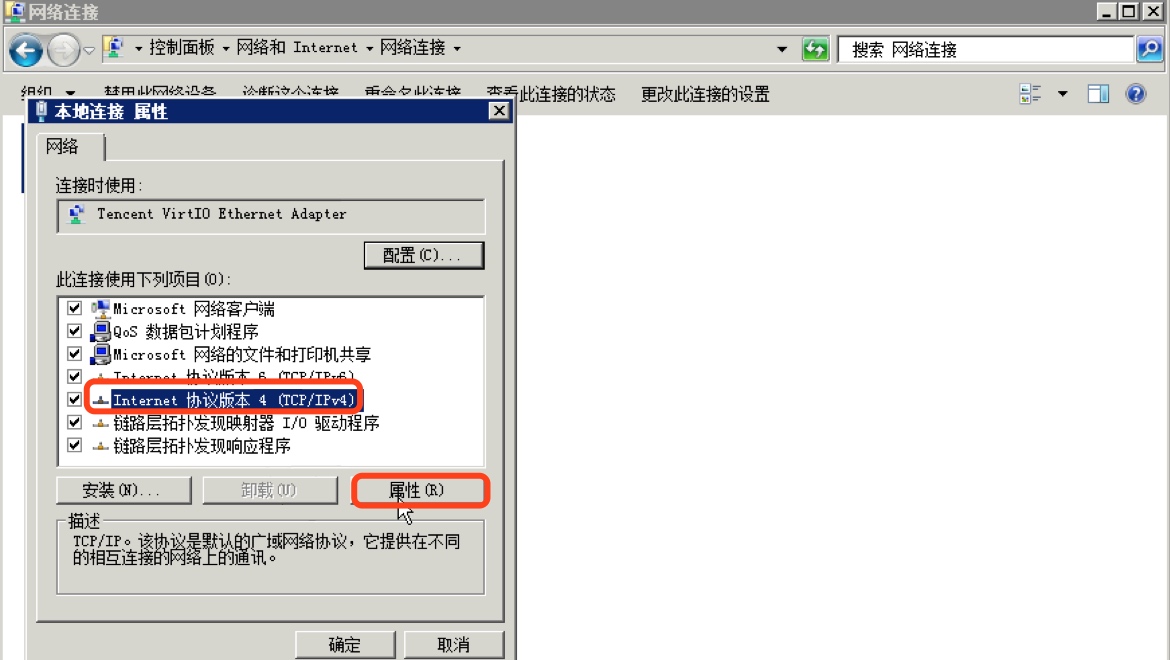 网络连接
控制面板 网络和 Internet 网络连接
搜索 网络连接
组织 禁用此网络设备 诊断这个连接 重命名此连接 查看此连接的状态 更改此连接的设置
本地连接 属性
网络
连接时使用:
Tencent VirtIO Ethernet Adapter
配置(C)...
此连接使用下列项目(O):
Microsoft 网络客户端
QoS 数据包计划程序
Microsoft 网络的文件和打印机共享
Internet 协议版本 6 (TCP/IPv6)
Internet 协议版本 4 (TCP/IPv4)
链路层拓扑发现映射器 I/O 驱动程序
链路层拓扑发现响应程序
安装(N)... 卸载(U) 属性(R)
描述
TCP/IP。该协议是默认的广域网络协议，它提供在不同
的相互连接的网络上的通讯。
确定 取消